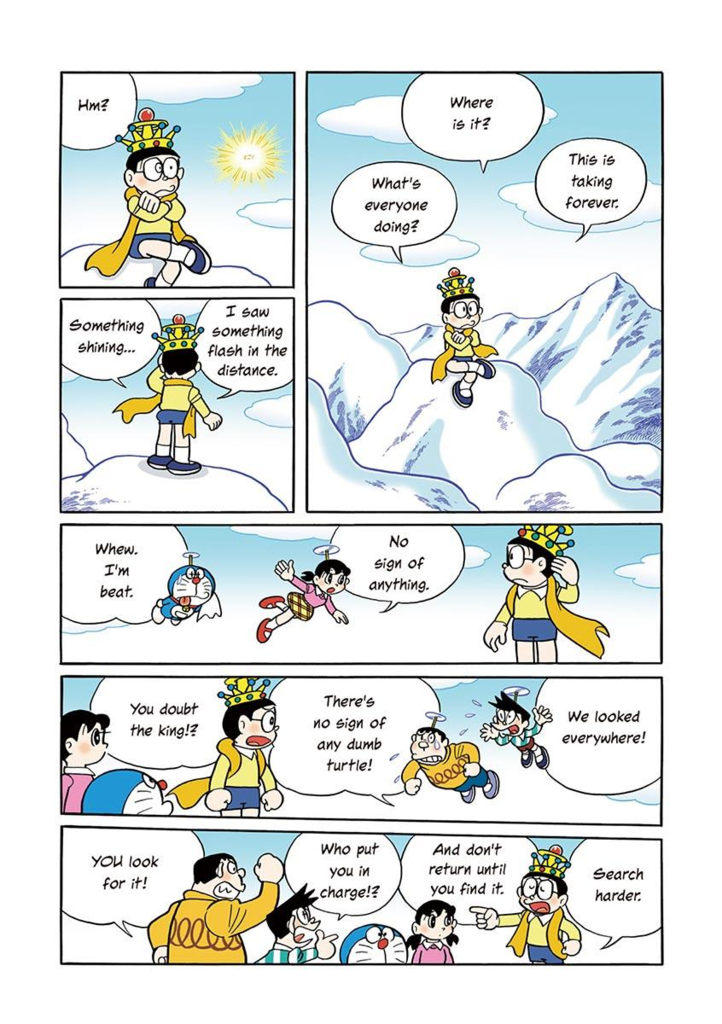 This is
taking
forever.
Where
is it?
What's
everyone
doing?
Hm?
I saw
something
flash in the
distance.
Something
shining...
No
sign of
anything.
Whew.
I'm
beat.
We looked
everywhere!
There's
no sign of
any dumb
turtle!
You doubt
the king!?
Search
harder.
And don't
return until
you find it.
Who put
you in
charge!?
YOU look
for it!